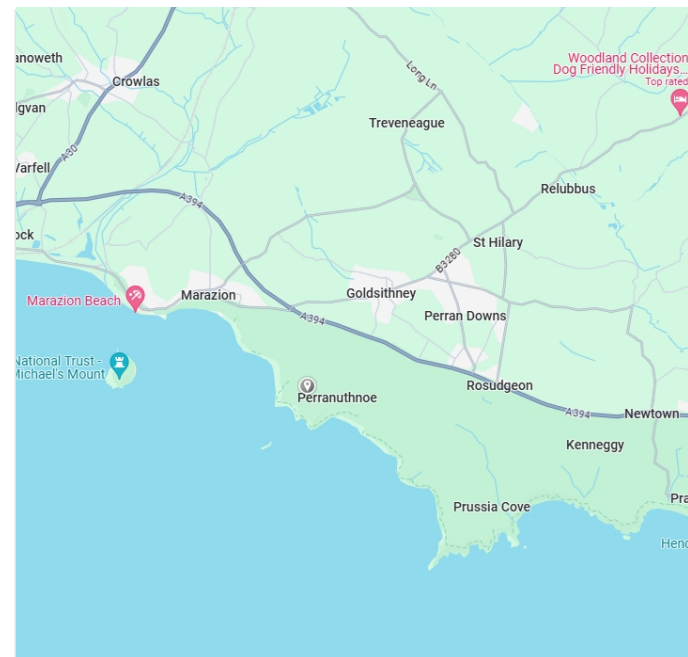 anoweth
Crowlas
lgvan
Long Ln
Woodland Collection
Dog Friendly Holidays...
Top rated
Treveneague
A30
Varfell
A394
Relubbus
ock
St Hilary
B3280
Marazion Beach
Marazion
Goldsithney
A394
Perran Downs
National Trust -
Michael's Mount
Perranuthnoe
Rosudgeon
A394
Newtown
Kenneggy
Prussia Cove
Pra
Hend